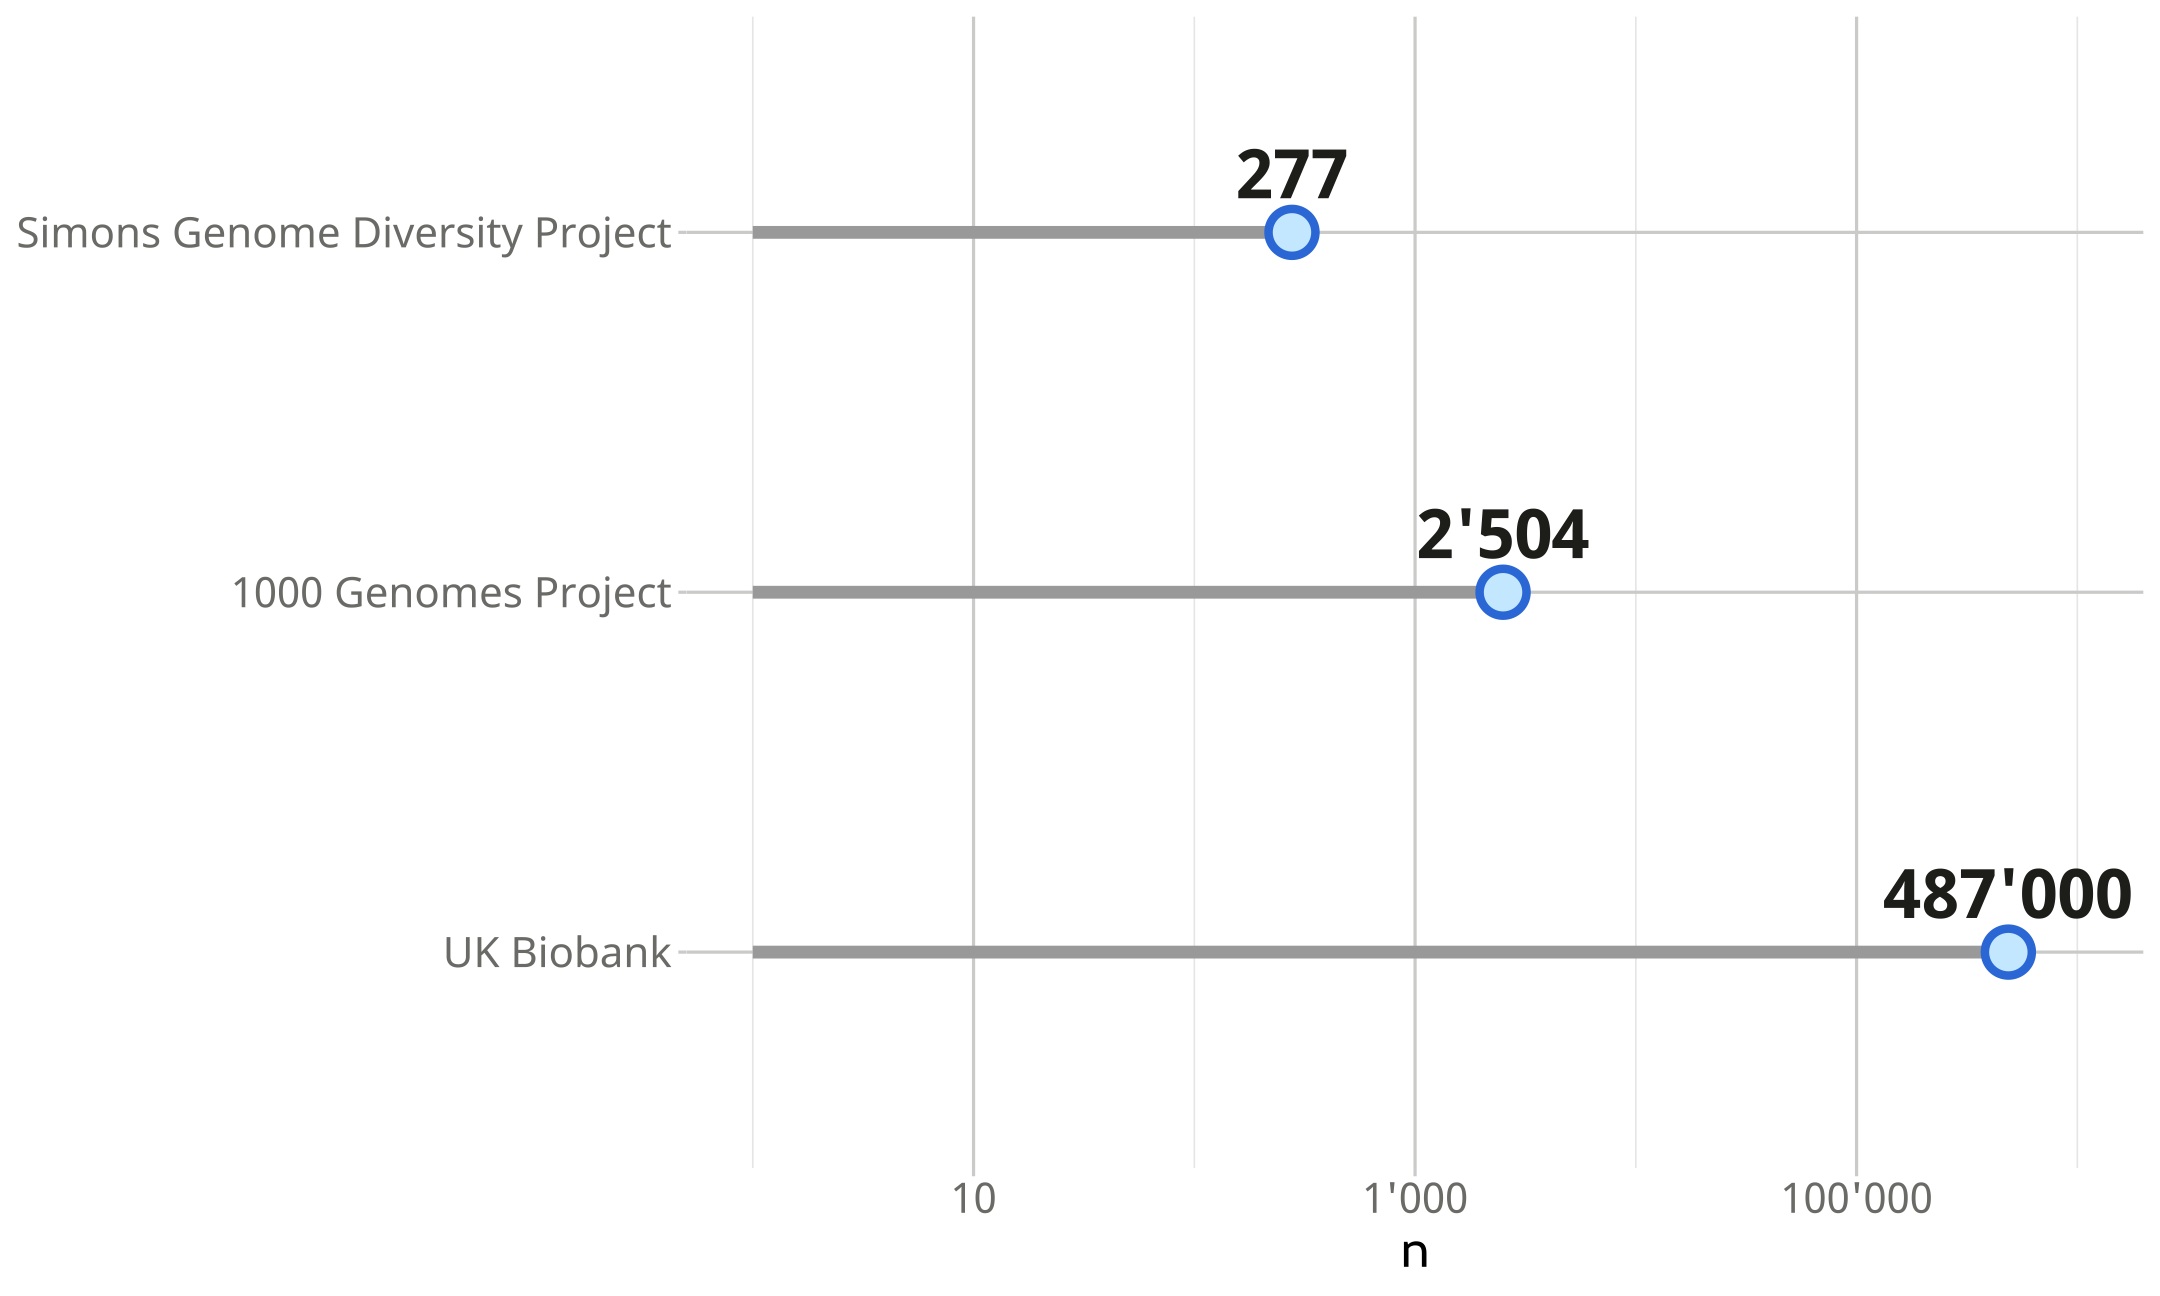 277
Simons Genome Diversity Project
2'504
1000 Genomes Project
487'000
UK Biobank
10 1'000 100'000
n